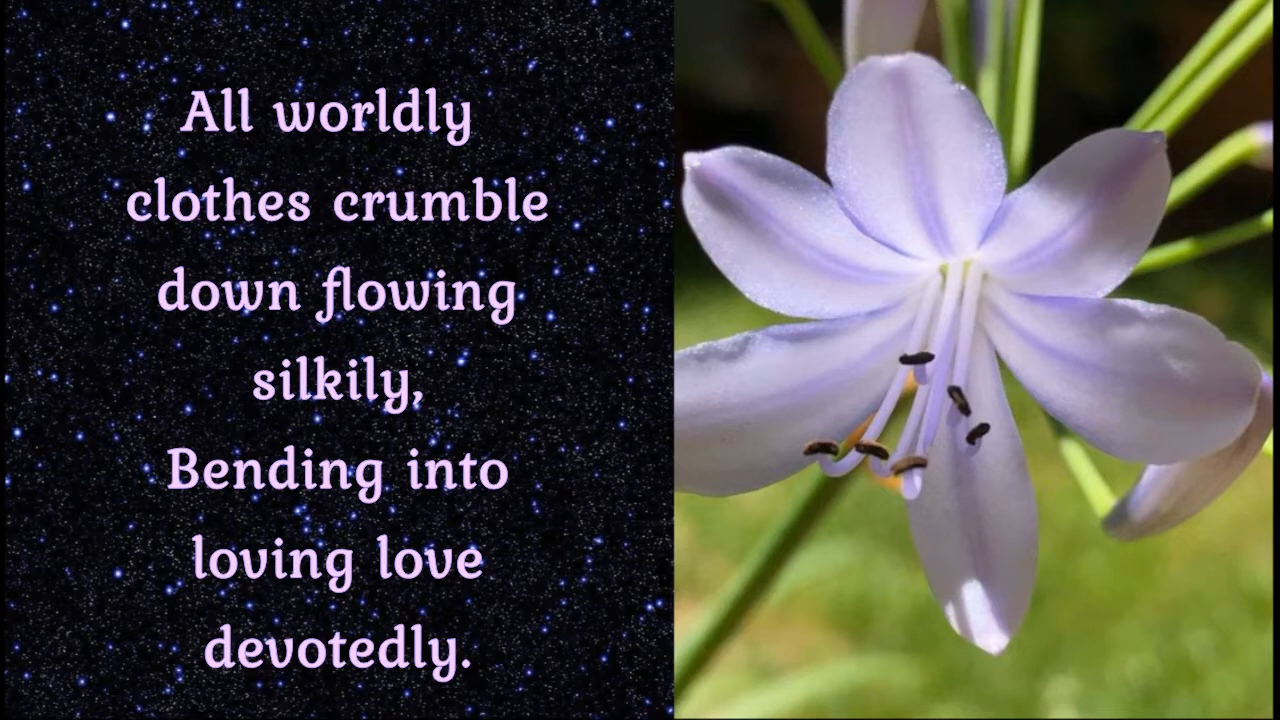 All worldly
clothes crumble
down flowing
silkily,
Bending into
loving love
devotedly.